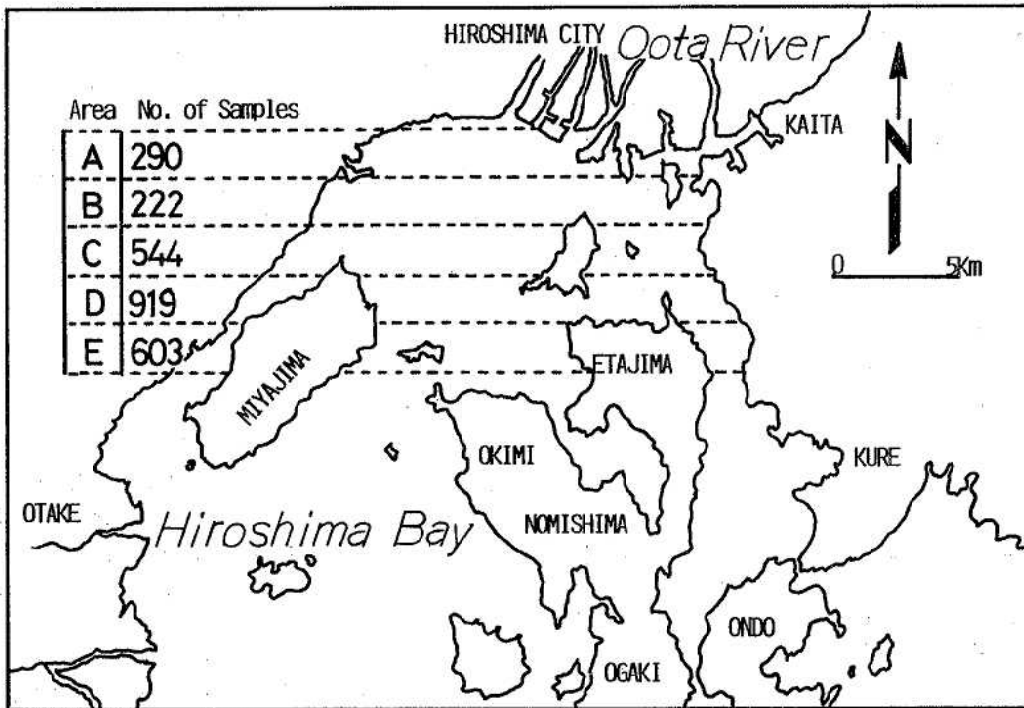 HIROSHIMA CITY
Oota River
Area No. of Samples
KAITA
A 290
N
B 222
C 544
0 5Km
D 919
E 603
ETAJIMA
MIYAJIMA
OKIMI
KURE
OTAKE
Hiroshima Bay
NOMISHIMA
ONDO
OGAKI